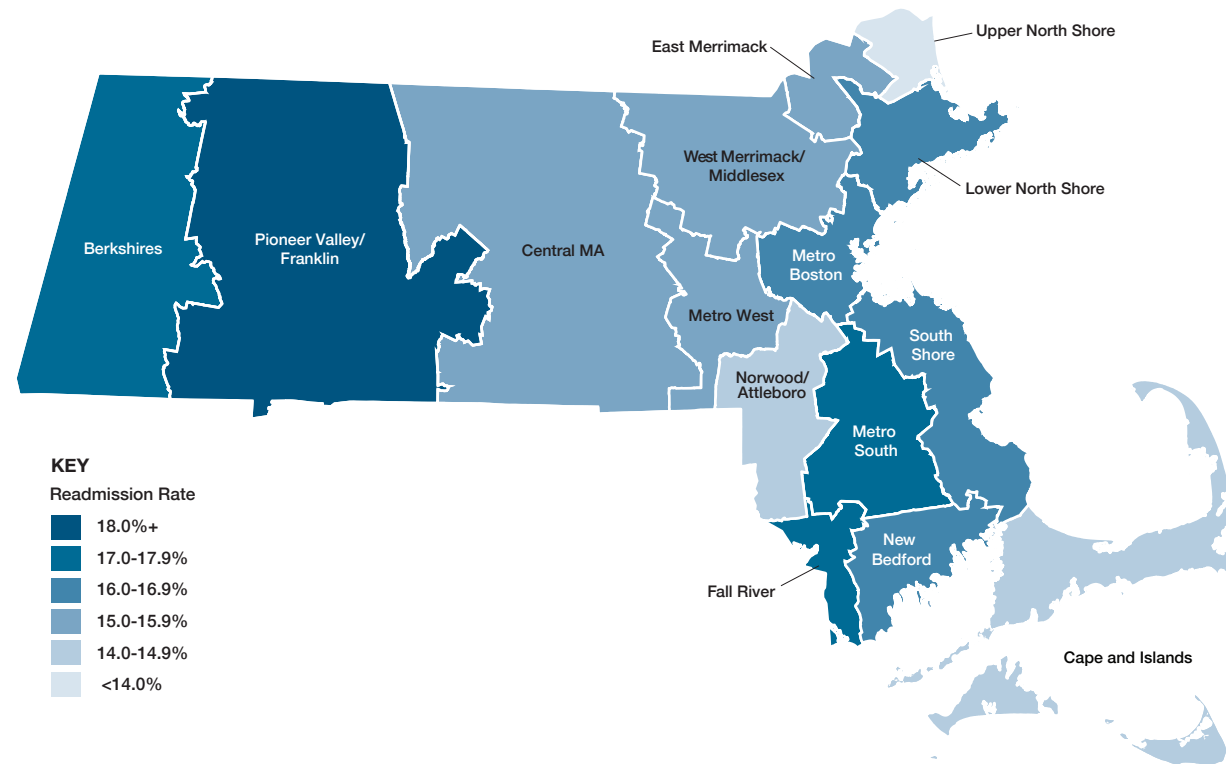 Upper North Shore
East Merrimack
West Merrimack/
Middlesex
Lower North Shore
Berkshires
Pioneer Valley/
Franklin
Central MA
Metro
Boston
Metro West
South
Shore
Norwood/
Attleboro
Metro
South
New
Bedford
Fall River
Cape and Islands
KEY
Readmission Rate
18.0%+
17.0-17.9%
16.0-16.9%
15.0-15.9%
14.0-14.9%
<14.0%